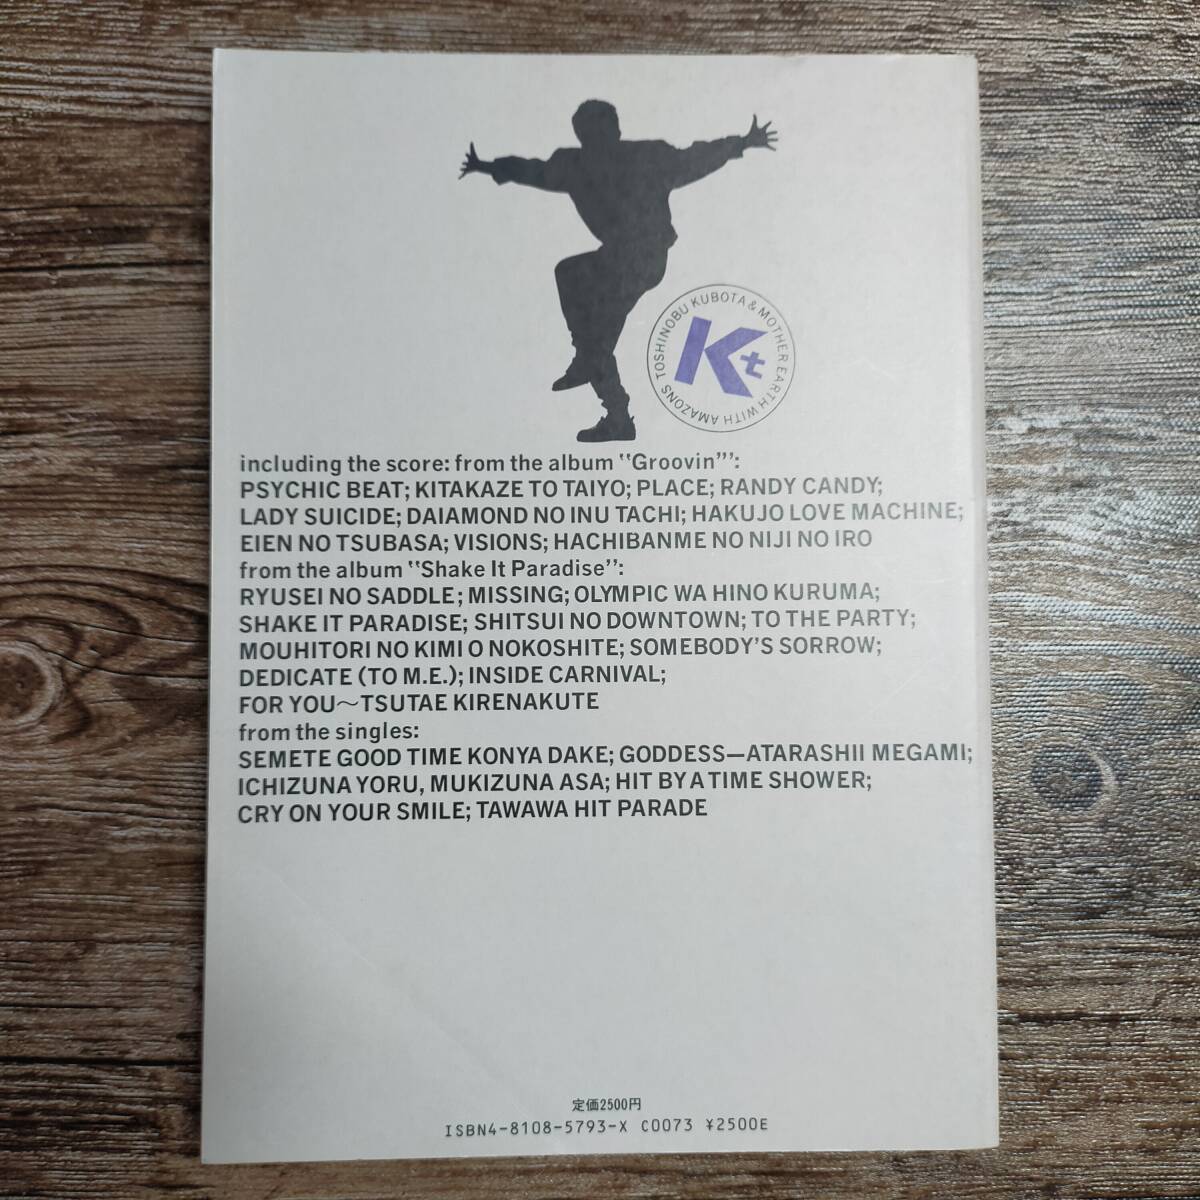 TOSHINOBU KUBOTA & MOTHER EARTH WITH AMAZONS
Kt
including the score: from the album "Groovin'":
PSYCHIC BEAT; KITAKAZE TO TAIYO; PLACE; RANDY CANDY;
LADY SUICIDE; DAIAMOND NO INU TACHI; HAKUJO LOVE MACHINE;
EIEN NO TSUBASA; VISIONS; HACHIBANME NO NIJI NO IRO
from the album "Shake It Paradise":
RYUSEI NO SADDLE; MISSING; OLYMPIC WA HINO KURUMA;
SHAKE IT PARADISE; SHITSUI NO DOWNTOWN; TO THE PARTY;
MOUHITORI NO KIMI O NOKOSHITE; SOMEBODY'S SORROW;
DEDICATE (TO M.E.); INSIDE CARNIVAL;
FOR YOU〜TSUTAE KIRENAKUTE
from the singles:
SEMETE GOOD TIME KONYA DAKE; GODDESS—ATARASHII MEGAMI;
ICHIZUNA YORU, MUKIZUNA ASA; HIT BY A TIME SHOWER;
CRY ON YOUR SMILE; TAWAWA HIT PARADE
定価2500円
ISBN4-8108-5793-X C0073 ¥2500E